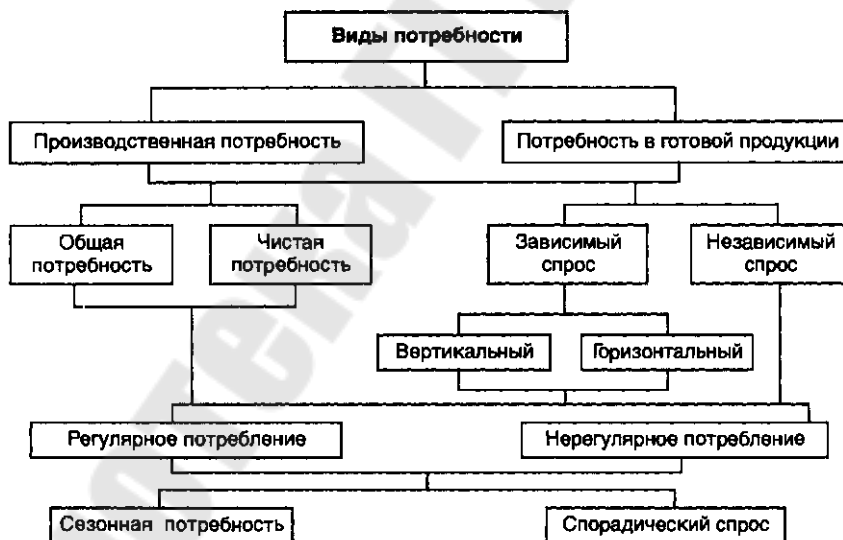 Виды потребности
Производственная потребность
Потребность в готовой продукции
Общая
потребность
Чистая
потребность
Зависимый
спрос
Независимый
спрос
Вертикальный
Горизонтальный
Регулярное потребление
Нерегулярное потребление
Сезонная потребность
Спорадический спрос